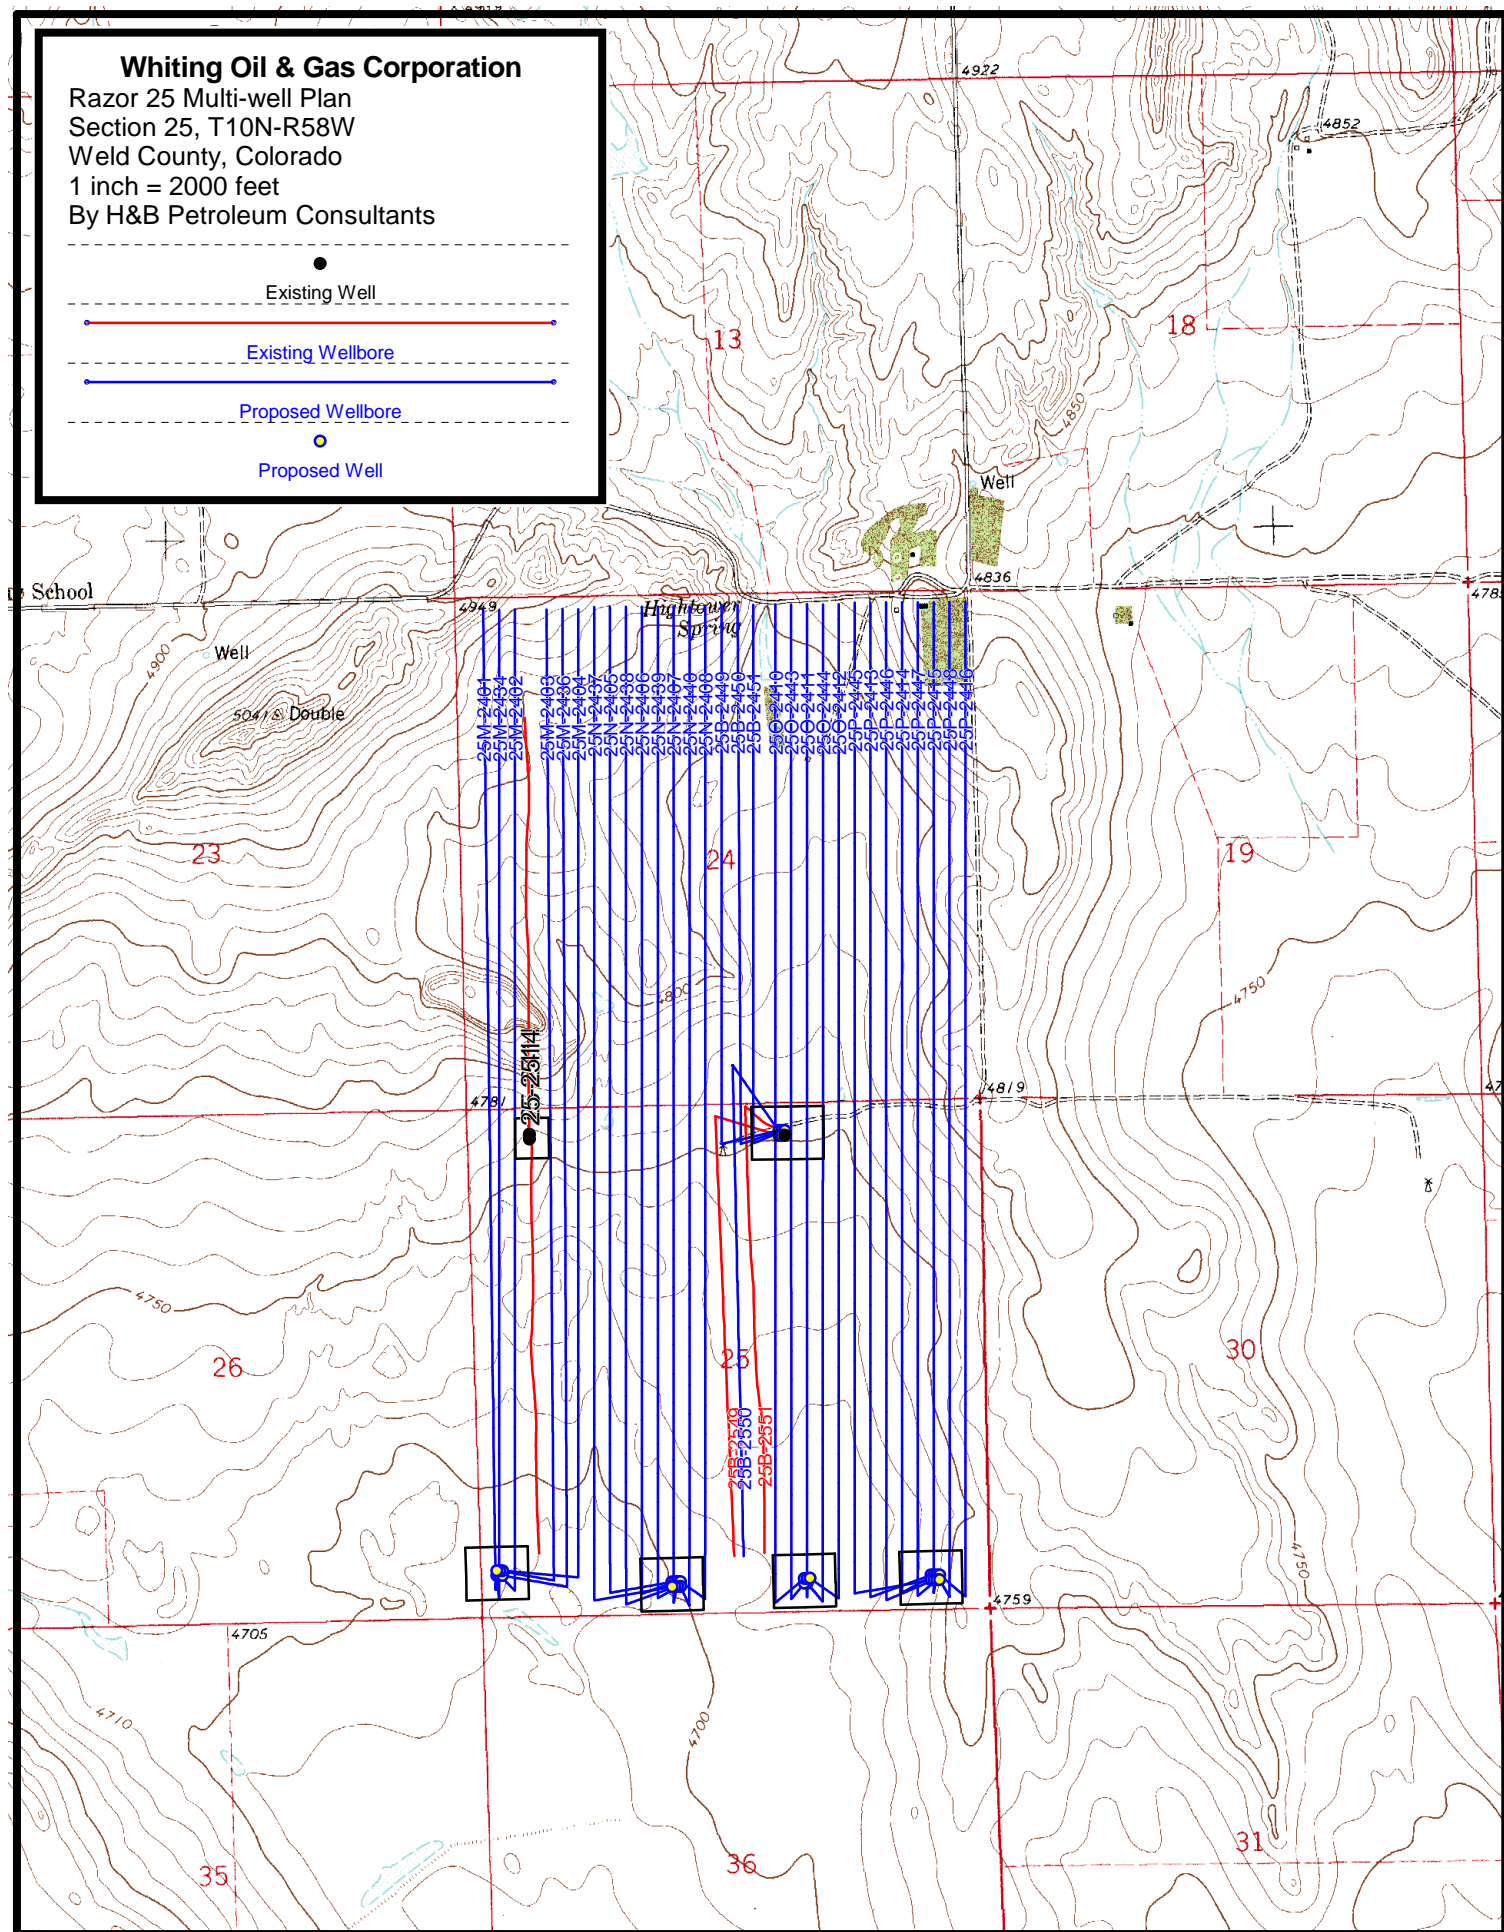 Whiting Oil & Gas Corporation
Razor 25 Multi-well Plan
Section 25, T10N-R58W
Weld County, Colorado
1 inch = 2000 feet
By H&B Petroleum Consultants
Existing Well
Existing Wellbore
Proposed Wellbore
Proposed Well
4922
4852
13
18
4850
Well
4836
School
4949
Hightower
Spring
4785
4900
Well
5041 Double
25M-2401
25M-2434
25M-2402
25M-2403
25M-2436
25M-2404
25N-2437
25N-2405
25N-2438
25N-2406
25N-2439
25N-2407
25N-2440
25N-2408
25B-2449
25B-2450
25B-2451
25O-2410
25O-2443
25O-2411
25O-2444
25O-2412
25P-2445
25P-2413
25P-2446
25P-2414
25P-2447
25P-2415
25P-2448
25P-2416
23
24
19
4800
4750
4781
4819
47
4750
26
25
30
25B-2549
25B-2550
25B-2551
4750
4759
4705
4710
4700
35
36
31